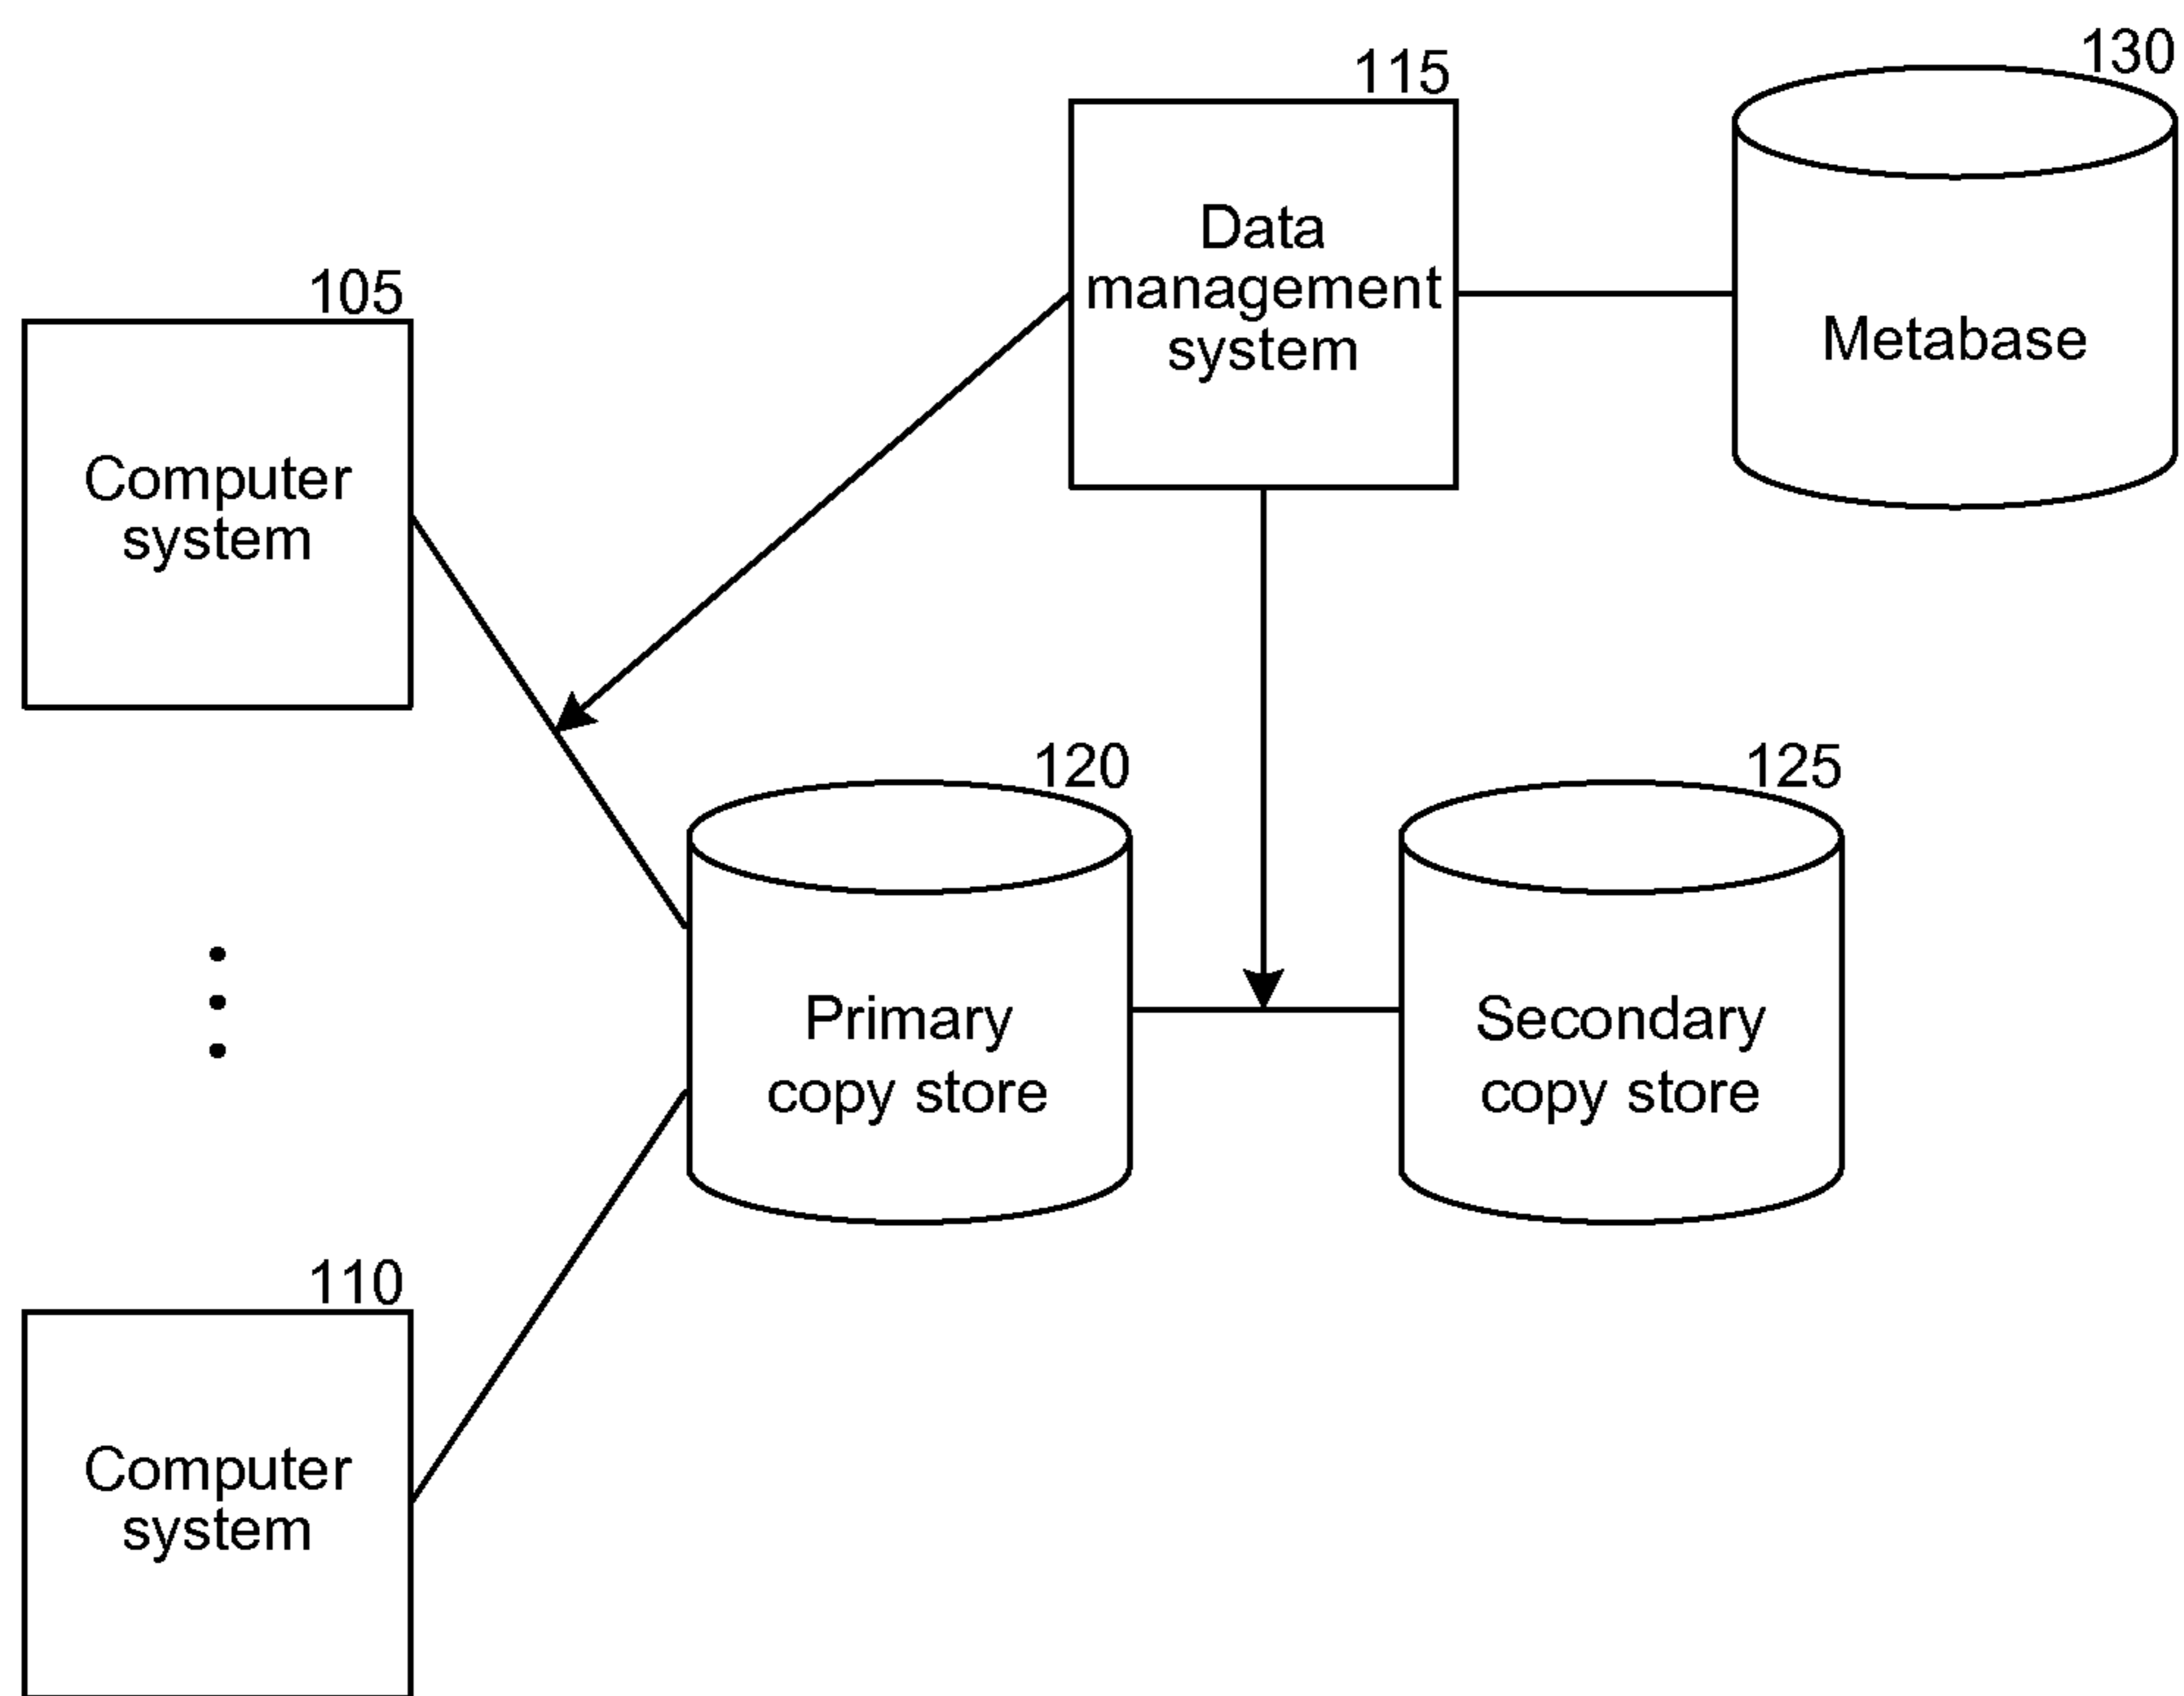 130
115
Data
management
system
Metabase
105
Computer
system
120
125
Primary
copy store
Secondary
copy store
110
Computer
system